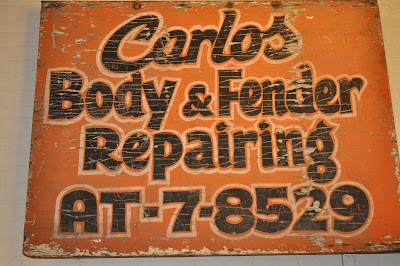 Carlos
Body & Fender
Repairing
AT-7-8529